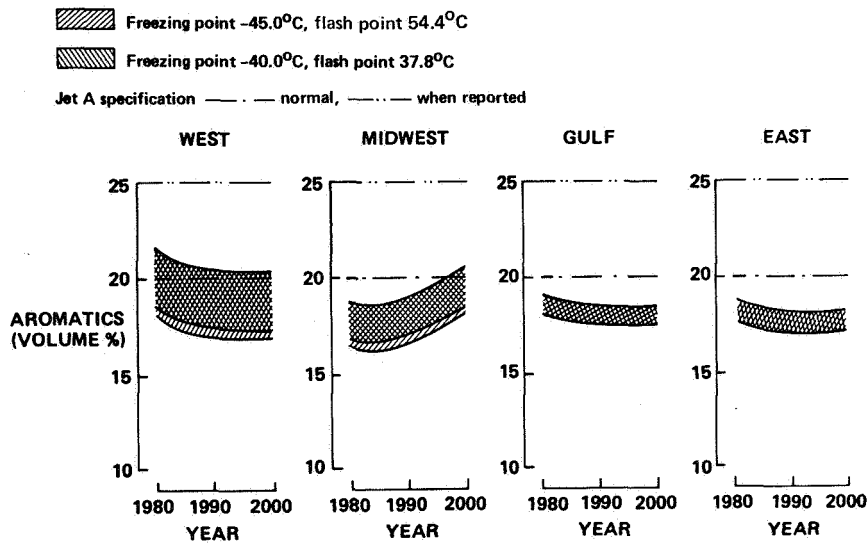 Freezing point -45.0°C, flash point 54.4°C
Freezing point -40.0°C, flash point 37.8°C
Jet A specification — · — normal, — ·· — when reported
WEST MIDWEST GULF EAST
25 25 25 25
20 20 20 20
AROMATICS
(VOLUME %)
15 15 15 15
10 10 10 10
1980 1990 2000 1980 1990 2000 1980 1990 2000 1980 1990 2000
YEAR YEAR YEAR YEAR